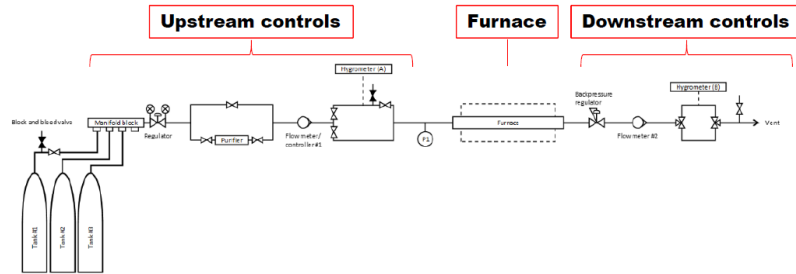 Upstream controls
Furnace
Downstream controls
Hygrometer (A)
Hygrometer (B)
Backpressure
regulator
Block and bleed valve
Manifold block
Regulator
Purifier
Flow meter/
controller #1
P1
Furnace
Flow meter #2
Vent
Tank #1
Tank #2
Tank #3